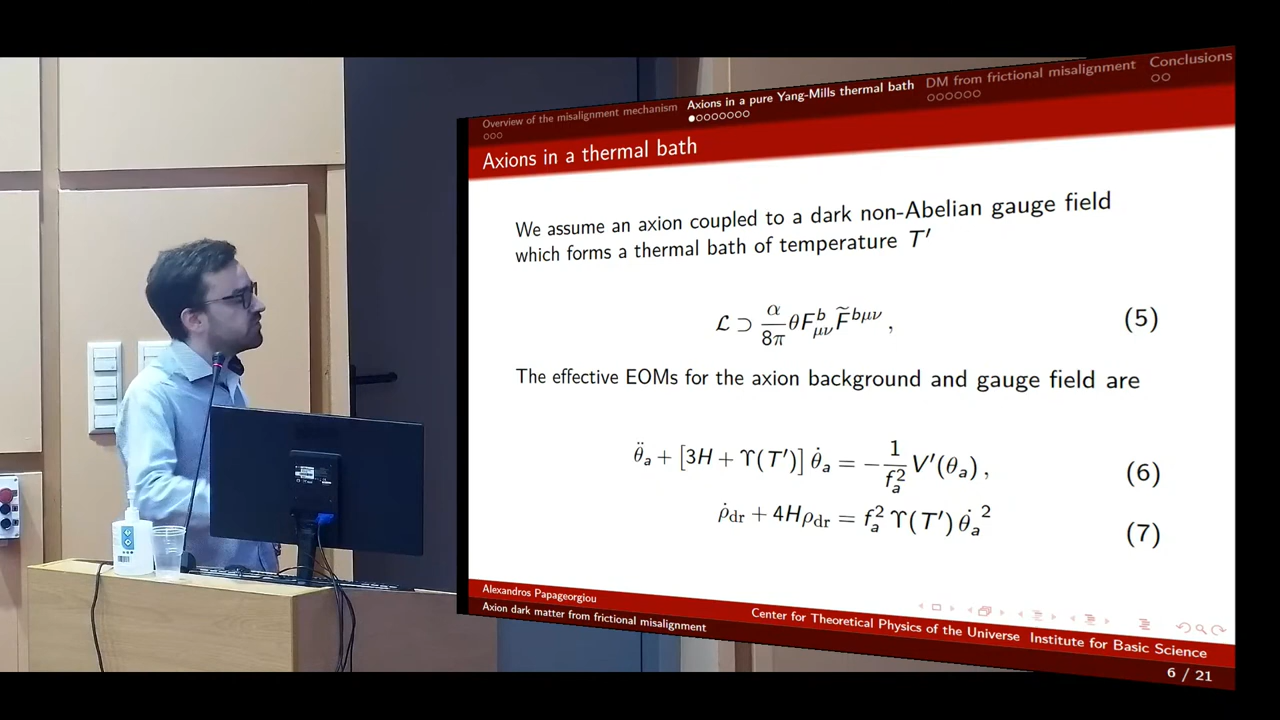 Overview of the misalignment mechanism
Axions in a pure Yang-Mills thermal bath
DM from frictional misalignment
Conclusions
Axions in a thermal bath
We assume an axion coupled to a dark non-Abelian gauge field
which forms a thermal bath of temperature T′
ℒ ⊃ α/8π θF^b_μν F̃^bμν , (5)
The effective EOMs for the axion background and gauge field are
θ̈_a + [3H + ϒ(T′)] θ̇_a = −1/f_a^2 V′(θ_a) , (6)
ρ̇_dr + 4Hρ_dr = f_a^2 ϒ(T′) θ̇_a^2 (7)
Alexandros Papageorgiou
Center for Theoretical Physics of the Universe Institute for Basic Science
Axion dark matter from frictional misalignment
6 / 21